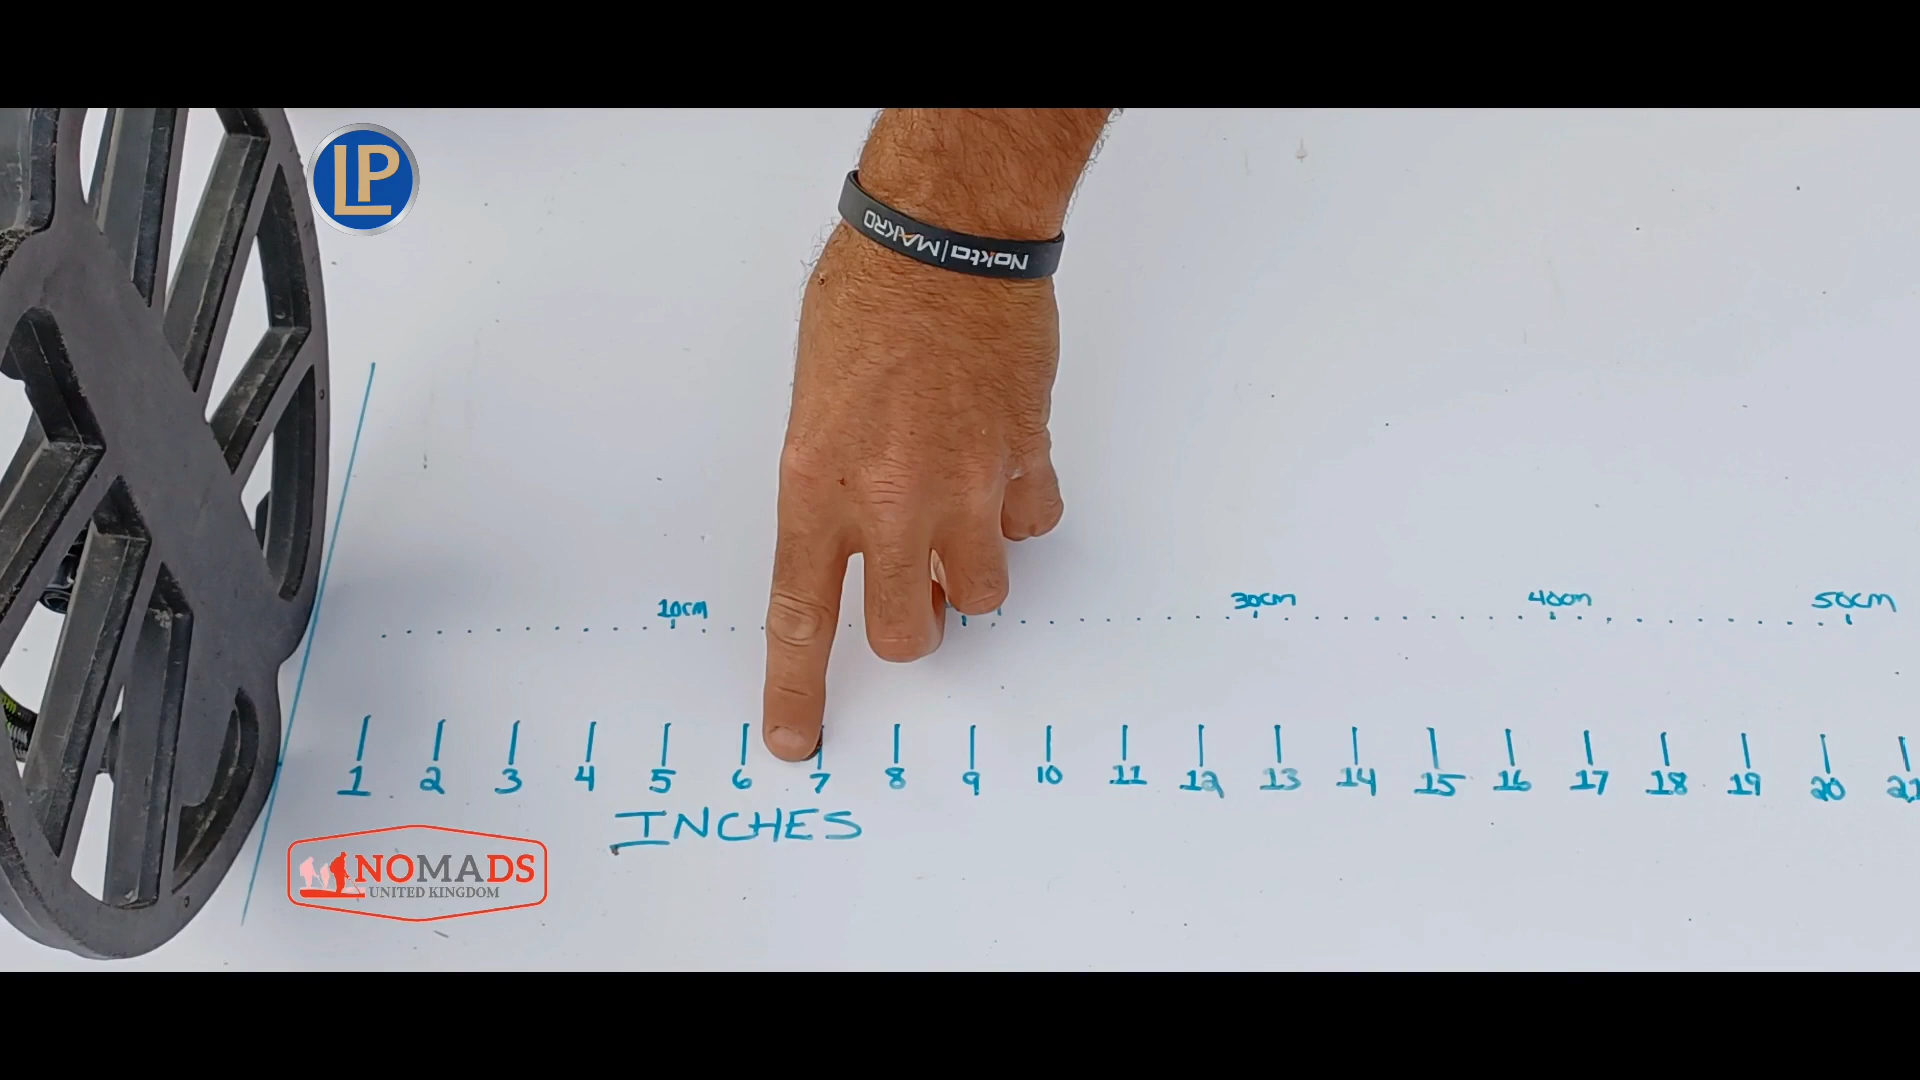 LP
Nokta|MAKRO
10cm 30cm 40cm 50cm
1 2 3 4 5 6 7 8 9 10 11 12 13 14 15 16 17 18 19 20 21
INCHES
NOMADS
UNITED KINGDOM